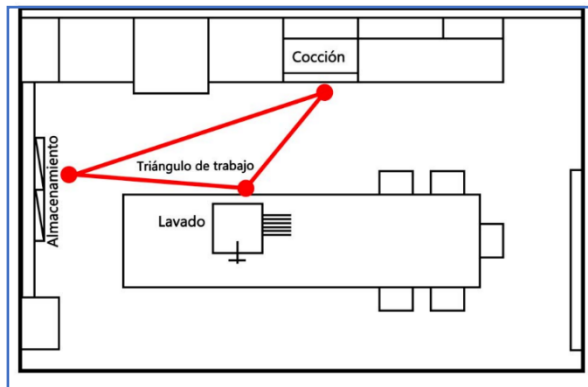 Cocción
Triángulo de trabajo
Almacenamiento
Lavado